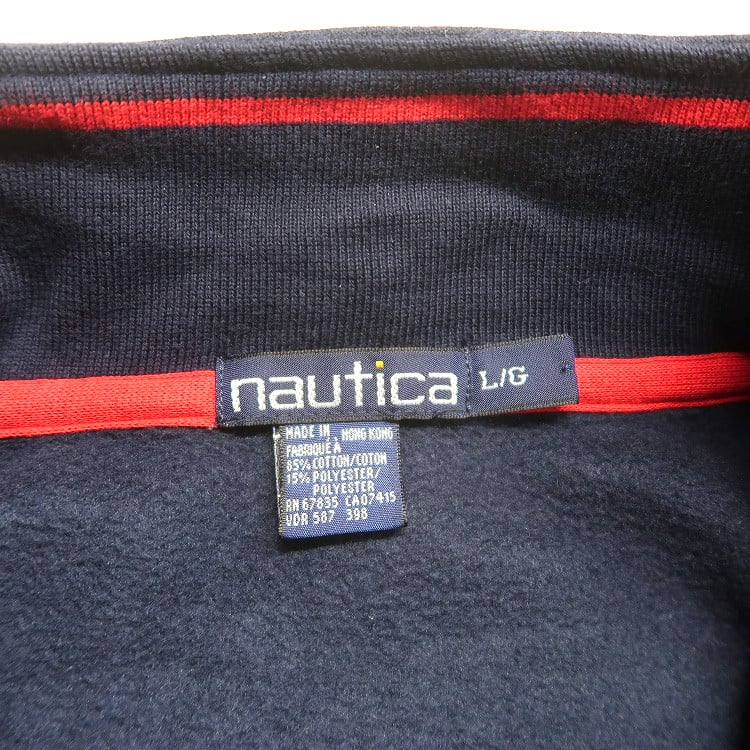 nautica
L/G
MADE IN HONG KONG
FABRIQUÉ A
85% COTTON/COTON
15% POLYESTER/
POLYESTER
RN 67835 CA07415
VDR 587 398